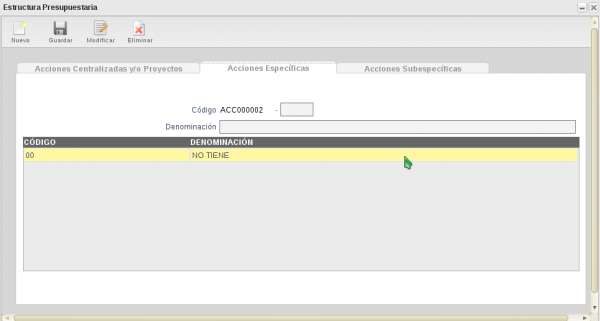 Estructura Presupuestaria
Nuevo Guardar Modificar Eliminar
Acciones Centralizadas y/o Proyectos Acciones Específicas Acciones Subespecíficas
Código ACC000002 -
Denominación
CÓDIGO DENOMINACIÓN
00 NO TIENE